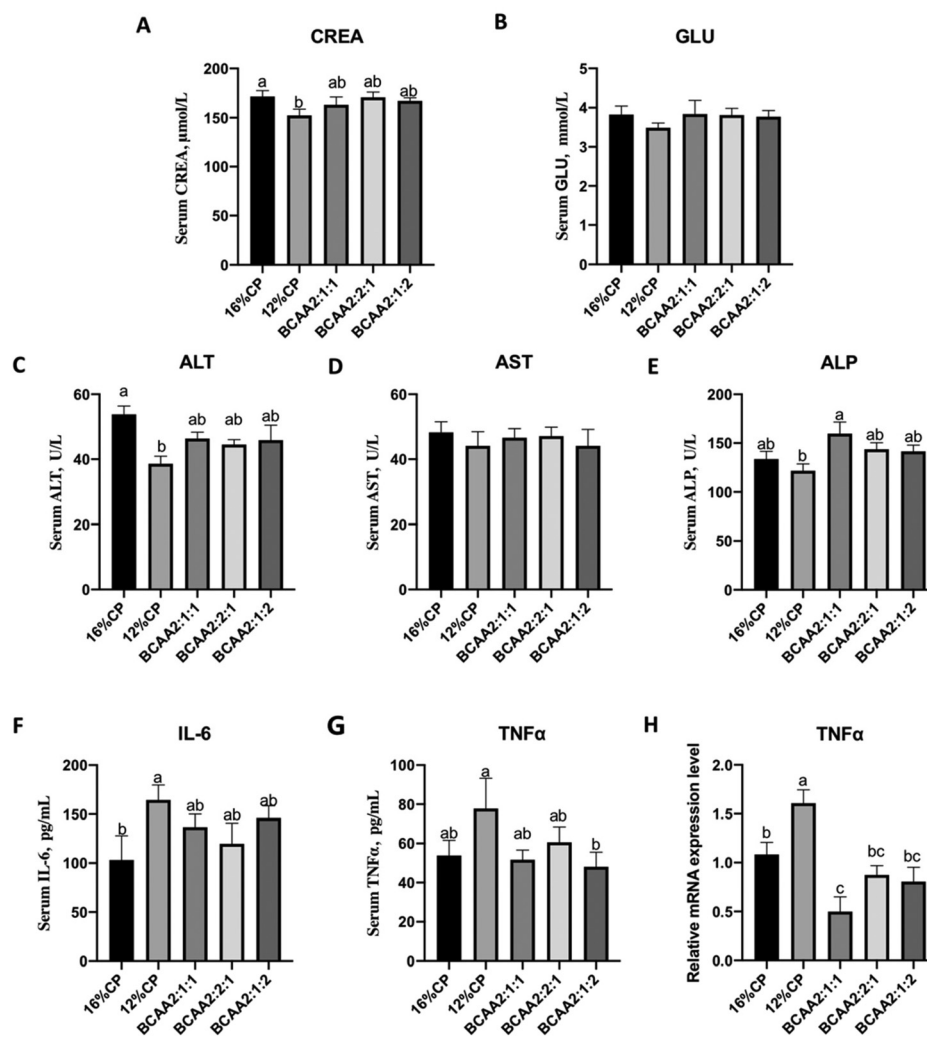 A
CREA
Serum CREA, μmol/L
200
150
100
50
0
a
b
ab
ab
ab
16%CP
12%CP
BCAA2:1:1
BCAA2:2:1
BCAA2:1:2
B
GLU
Serum GLU, mmol/L
5
4
3
2
1
0
16%CP
12%CP
BCAA2:1:1
BCAA2:2:1
BCAA2:1:2
C
ALT
Serum ALT, U/L
60
40
20
0
a
b
ab
ab
ab
16%CP
12%CP
BCAA2:1:1
BCAA2:2:1
BCAA2:1:2
D
AST
Serum AST, U/L
60
40
20
0
16%CP
12%CP
BCAA2:1:1
BCAA2:2:1
BCAA2:1:2
E
ALP
Serum ALP, U/L
200
150
100
50
0
ab
b
a
ab
ab
16%CP
12%CP
BCAA2:1:1
BCAA2:2:1
BCAA2:1:2
F
IL-6
Serum IL-6, pg/mL
200
150
100
50
0
b
a
ab
ab
ab
16%CP
12%CP
BCAA2:1:1
BCAA2:2:1
BCAA2:1:2
G
TNFα
Serum TNFα, pg/mL
100
80
60
40
20
0
ab
a
ab
ab
b
16%CP
12%CP
BCAA2:1:1
BCAA2:2:1
BCAA2:1:2
H
TNFα
Relative mRNA expression level
2.0
1.5
1.0
0.5
0.0
b
a
c
bc
bc
16%CP
12%CP
BCAA2:1:1
BCAA2:2:1
BCAA2:1:2